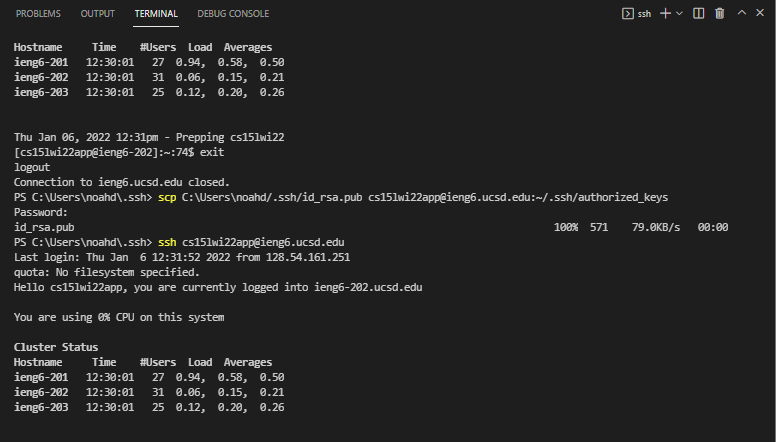 PROBLEMS OUTPUT TERMINAL DEBUG CONSOLE ssh
Hostname Time #Users Load Averages
ieng6-201 12:30:01 27 0.94, 0.58, 0.50
ieng6-202 12:30:01 31 0.06, 0.15, 0.21
ieng6-203 12:30:01 25 0.12, 0.20, 0.26
Thu Jan 06, 2022 12:31pm - Prepping cs15lwi22
[cs15lwi22app@ieng6-202]:~:74$ exit
logout
Connection to ieng6.ucsd.edu closed.
PS C:\Users\noahd\.ssh> scp C:\Users\noahd/.ssh/id_rsa.pub cs15lwi22app@ieng6.ucsd.edu:~/.ssh/authorized_keys
Password:
id_rsa.pub 100% 571 79.0KB/s 00:00
PS C:\Users\noahd\.ssh> ssh cs15lwi22app@ieng6.ucsd.edu
Last login: Thu Jan  6 12:31:52 2022 from 128.54.161.251
quota: No filesystem specified.
Hello cs15lwi22app, you are currently logged into ieng6-202.ucsd.edu
You are using 0% CPU on this system
Cluster Status
Hostname Time #Users Load Averages
ieng6-201 12:30:01 27 0.94, 0.58, 0.50
ieng6-202 12:30:01 31 0.06, 0.15, 0.21
ieng6-203 12:30:01 25 0.12, 0.20, 0.26